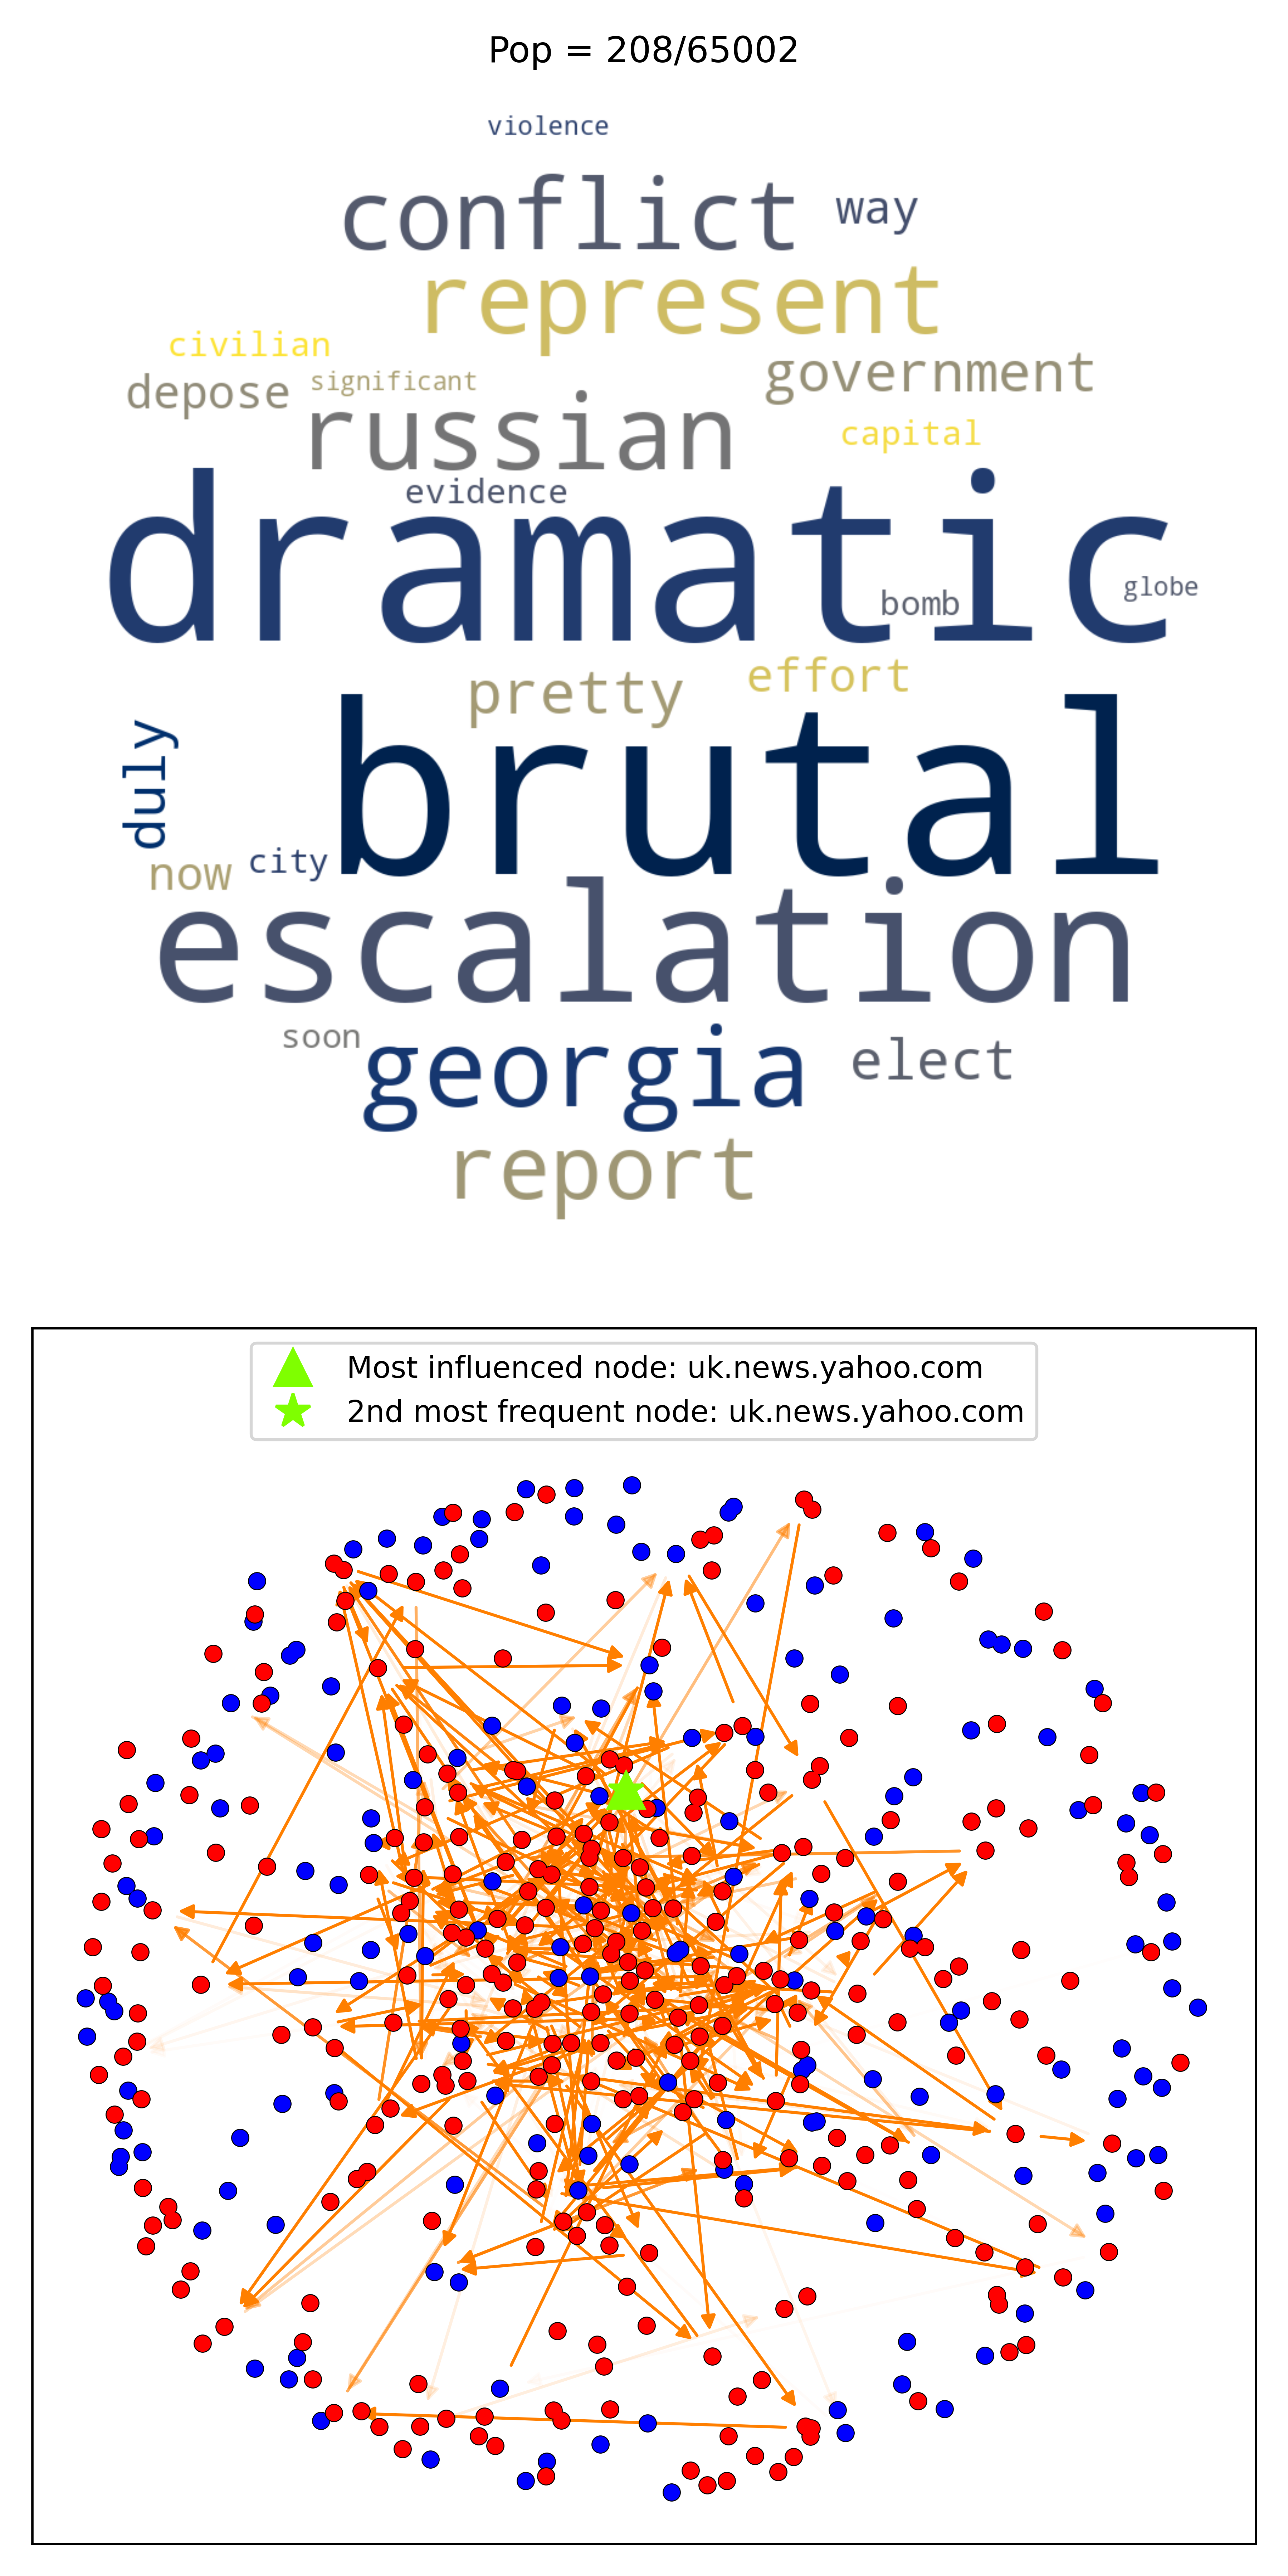 Pop = 208/65002
violence
conflict way
represent
civilian government
depose significant
russian capital
evidence
dramatic
bomb globe
pretty effort
duly
brutal
now city
escalation
soon georgia elect
report
Most influenced node: uk.news.yahoo.com
2nd most frequent node: uk.news.yahoo.com